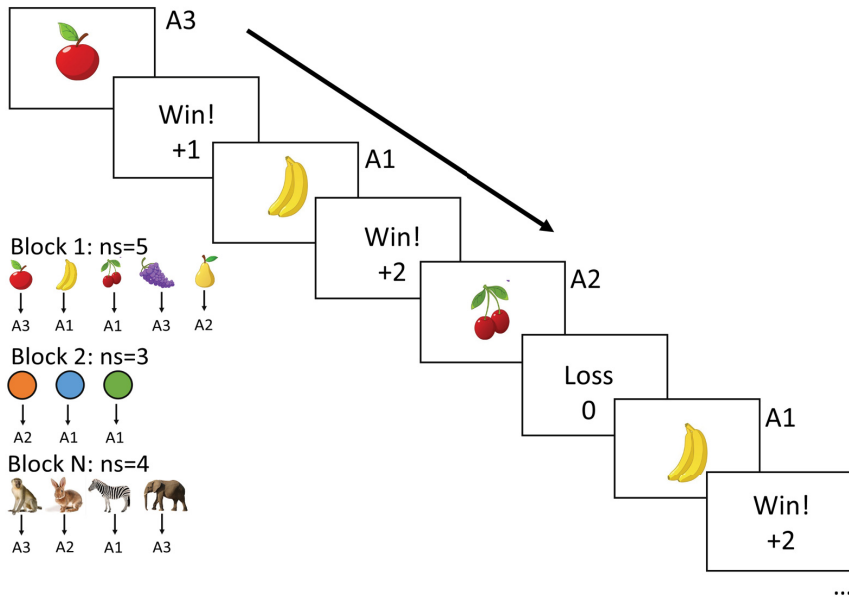 A3
Win!
+1
A1
Win!
+2
A2
Loss
0
A1
Win!
+2
...
Block 1: ns=5
A3 A1 A1 A3 A2
Block 2: ns=3
A2 A1 A1
Block N: ns=4
A3 A2 A1 A3